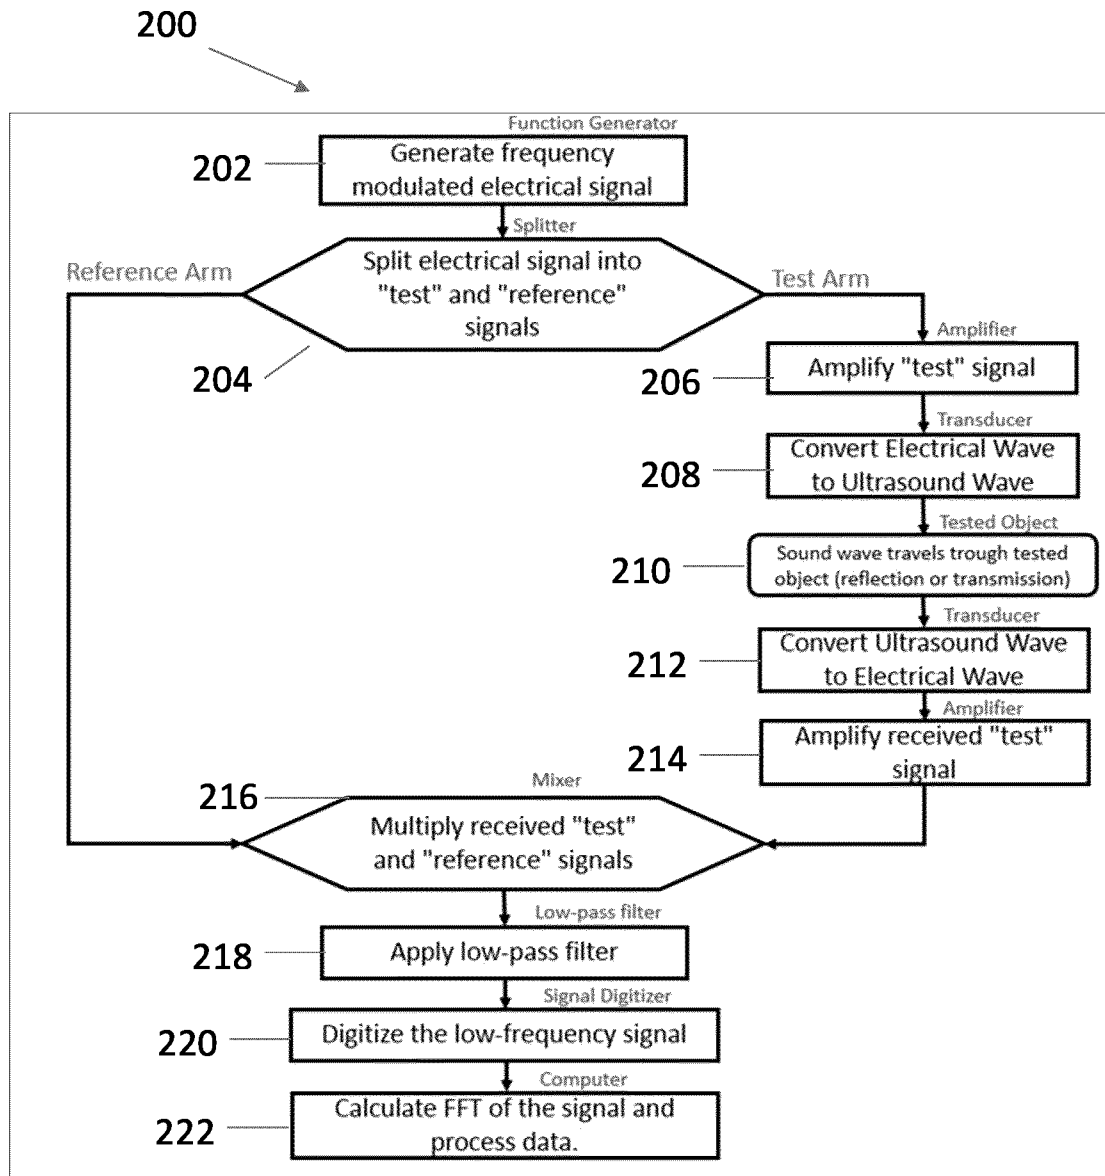 200
Function Generator
202
Generate frequency
modulated electrical signal
Splitter
Reference Arm
Split electrical signal into
"test" and "reference"
signals
Test Arm
204
Amplifier
206
Amplify "test" signal
Transducer
208
Convert Electrical Wave
to Ultrasound Wave
Tested Object
210
Sound wave travels trough tested
object (reflection or transmission)
Transducer
212
Convert Ultrasound Wave
to Electrical Wave
Amplifier
214
Amplify received "test"
signal
216
Mixer
Multiply received "test"
and "reference" signals
Low-pass filter
218
Apply low-pass filter
Signal Digitizer
220
Digitize the low-frequency signal
Computer
222
Calculate FFT of the signal and
process data.